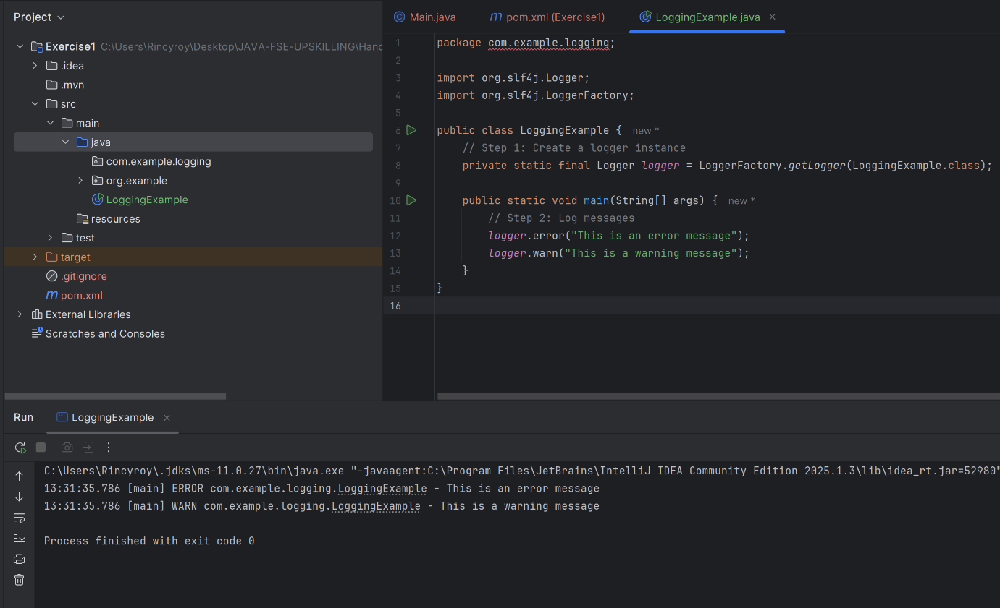 Project
Exercise1 C:\Users\Rincyroy\Desktop\JAVA-FSE-UPSKILLING\Hand
.idea
.mvn
src
main
java
com.example.logging
org.example
LoggingExample
resources
test
target
.gitignore
pom.xml
External Libraries
Scratches and Consoles
Main.java
pom.xml (Exercise1)
LoggingExample.java
1 package com.example.logging;
2
3 import org.slf4j.Logger;
4 import org.slf4j.LoggerFactory;
5
6 public class LoggingExample { new *
7 // Step 1: Create a logger instance
8 private static final Logger logger = LoggerFactory.getLogger(LoggingExample.class);
9
10 public static void main(String[] args) { new *
11 // Step 2: Log messages
12 logger.error("This is an error message");
13 logger.warn("This is a warning message");
14 }
15 }
16
Run LoggingExample
C:\Users\Rincyroy\.jdks\ms-11.0.27\bin\java.exe "-javaagent:C:\Program Files\JetBrains\IntelliJ IDEA Community Edition 2025.1.3\lib\idea_rt.jar=52980"
13:31:35.786 [main] ERROR com.example.logging.LoggingExample - This is an error message
13:31:35.786 [main] WARN com.example.logging.LoggingExample - This is a warning message
Process finished with exit code 0